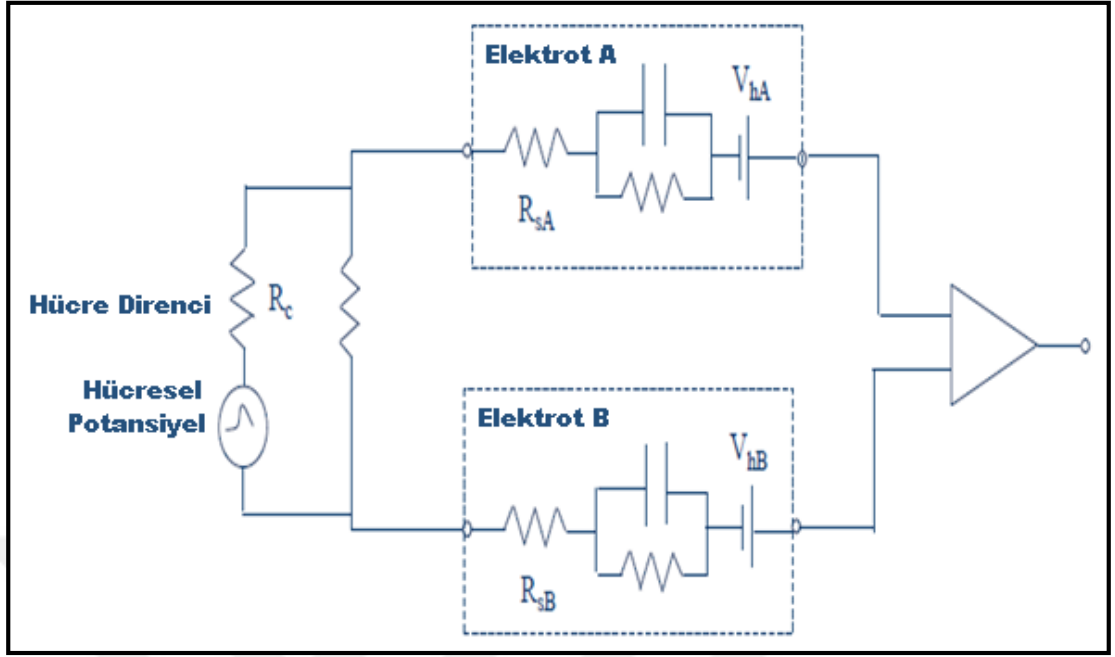 Elektrot A
VhA
RsA
Hücre Direnci
Rc
Hücresel
Potansiyel
Elektrot B
VhB
RsB